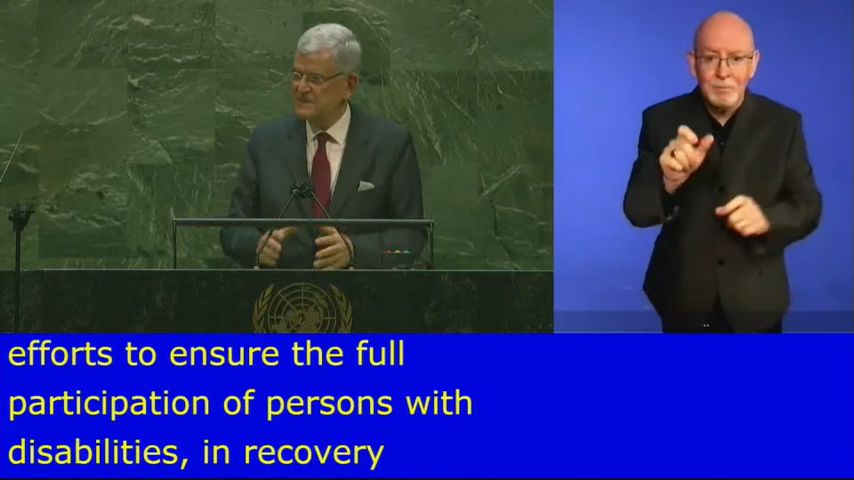 efforts to ensure the full
participation of persons with
disabilities, in recovery